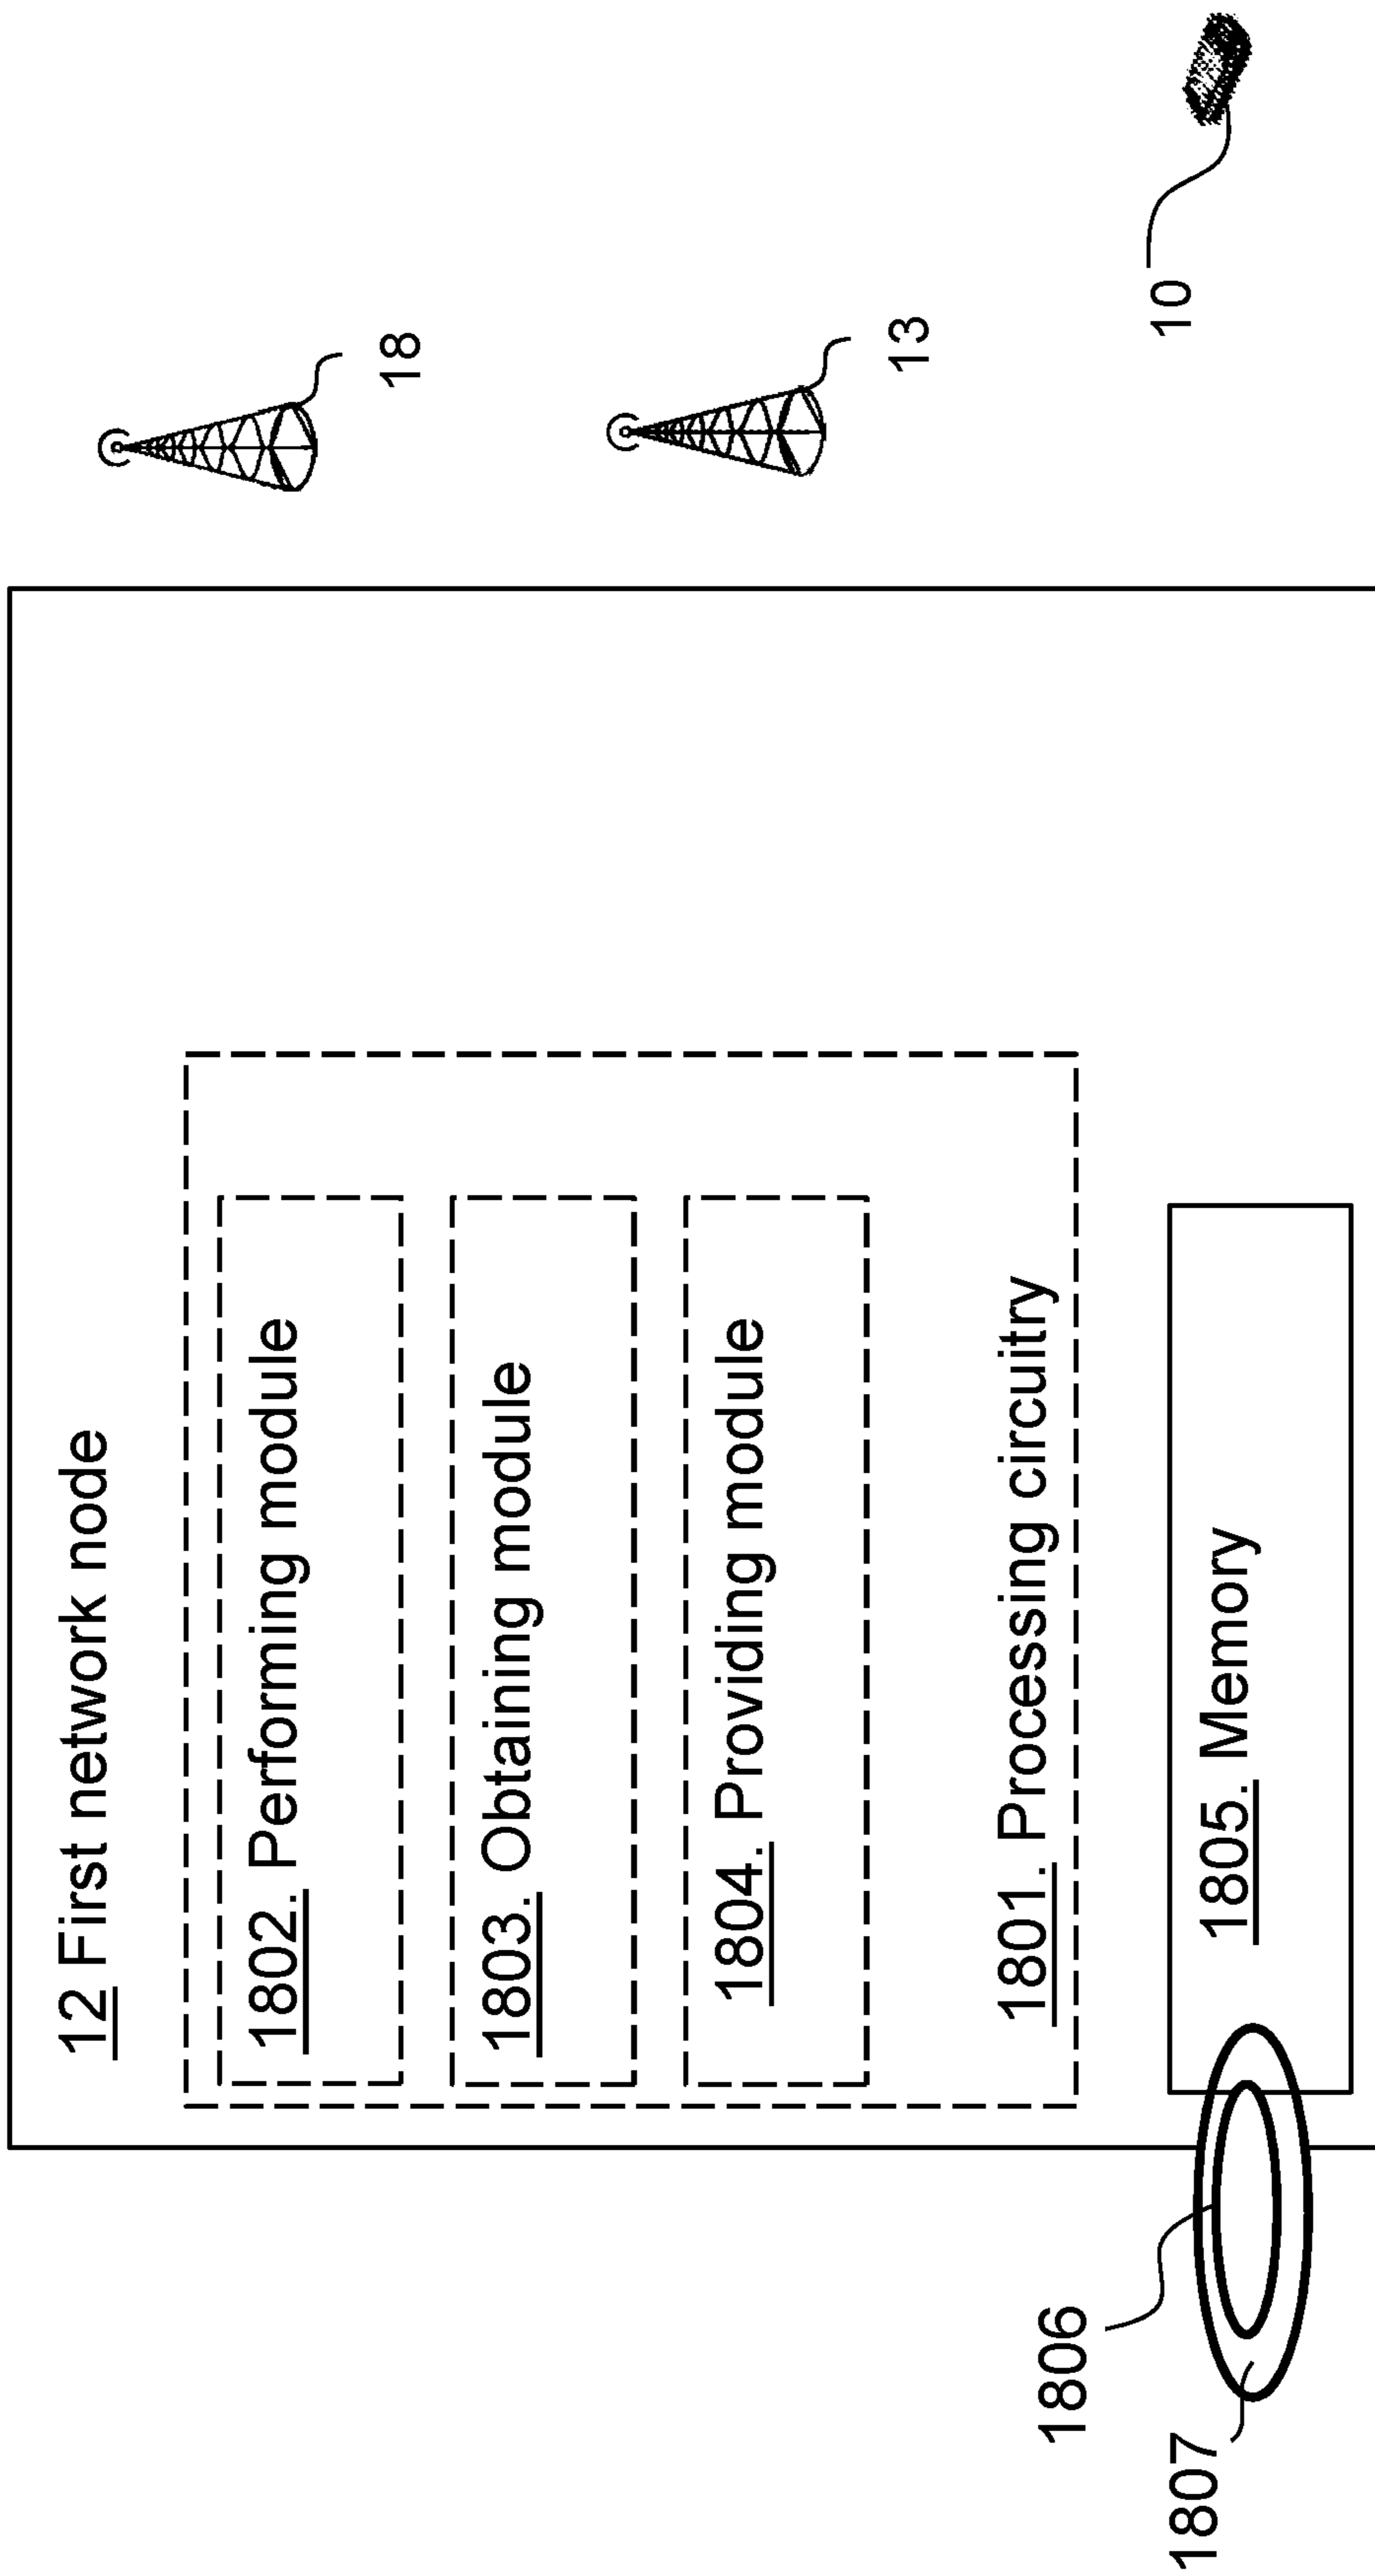 12 First network node
1802. Performing module
1803. Obtaining module
1804. Providing module
1801. Processing circuitry
1805. Memory
1806
1807
18
13
10